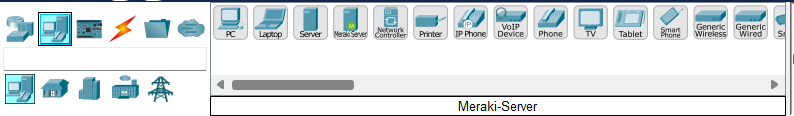 PC
Laptop
Server
Meraki Server
Network
Controller
Printer
IP
IP Phone
VoIP
Device
Phone
TV
Tablet
Smart
Phone
Generic
Wireless
Generic
Wired
Meraki-Server